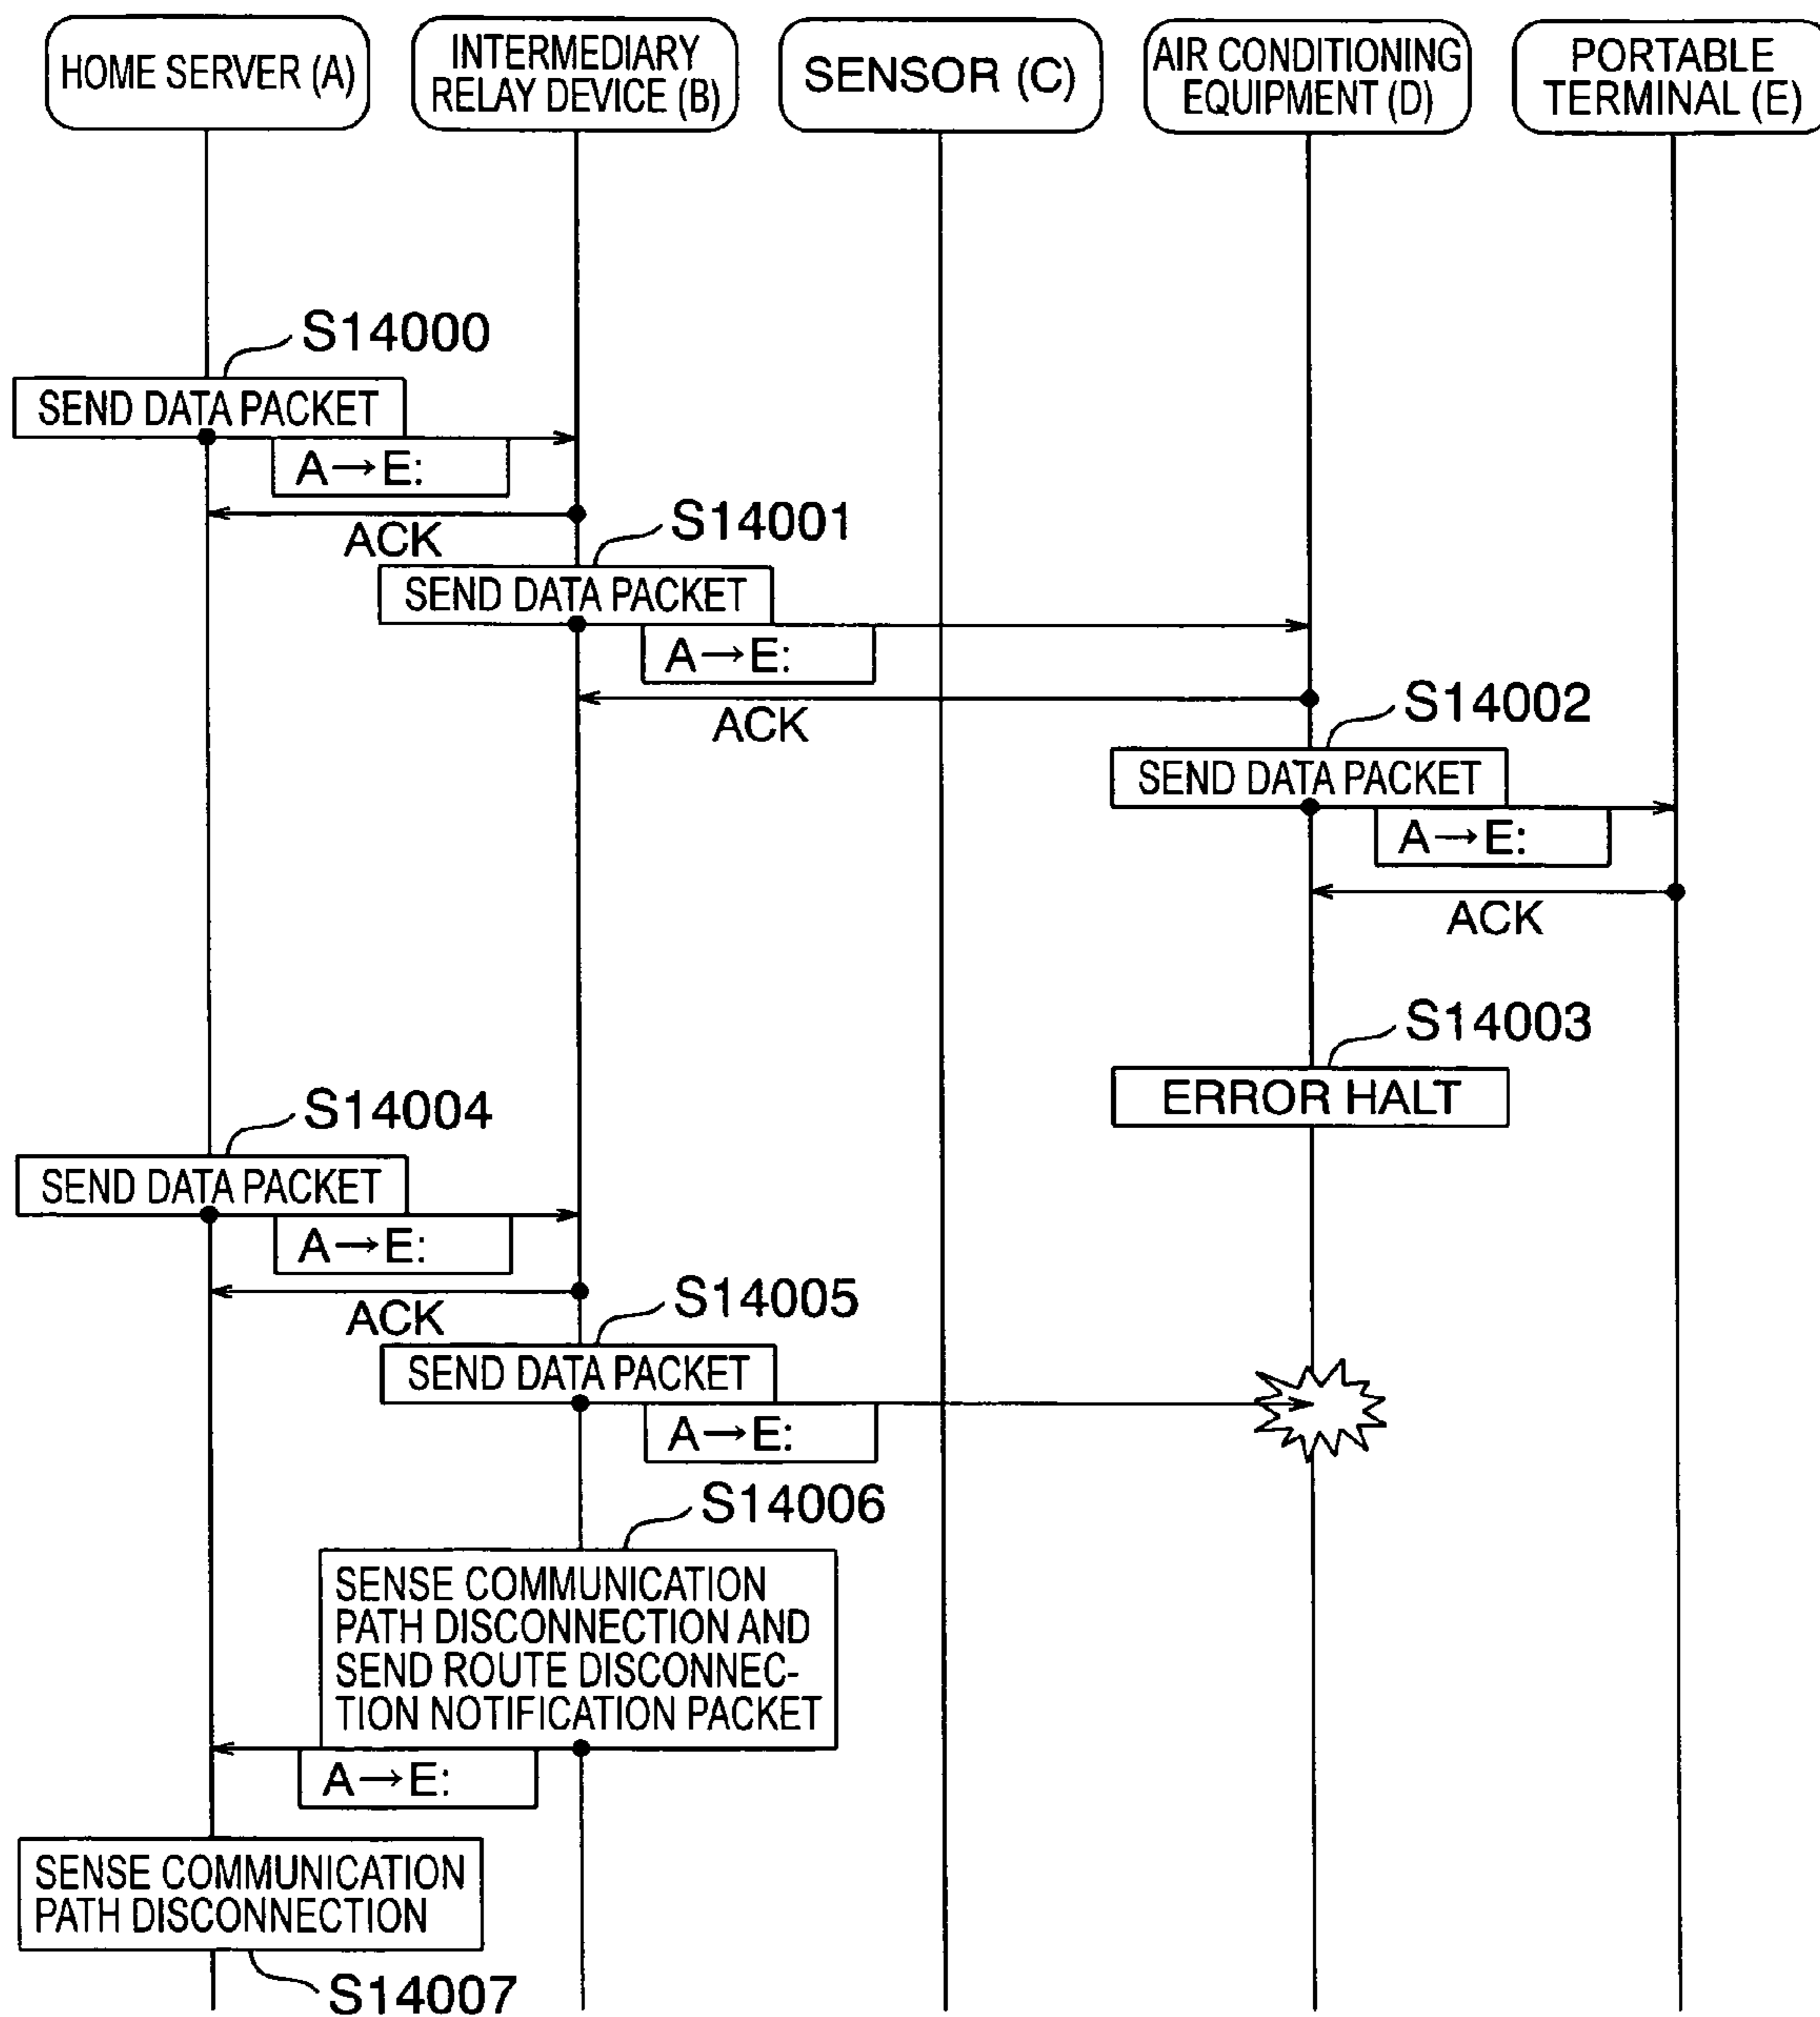 HOME SERVER (A)
INTERMEDIARY
RELAY DEVICE (B)
SENSOR (C)
AIR CONDITIONING
EQUIPMENT (D)
PORTABLE
TERMINAL (E)
S14000
SEND DATA PACKET
A→E:
ACK
S14001
SEND DATA PACKET
A→E:
ACK
S14002
SEND DATA PACKET
A→E:
ACK
S14003
ERROR HALT
S14004
SEND DATA PACKET
A→E:
ACK
S14005
SEND DATA PACKET
A→E:
S14006
SENSE COMMUNICATION
PATH DISCONNECTION AND
SEND ROUTE DISCONNEC-
TION NOTIFICATION PACKET
A→E:
SENSE COMMUNICATION
PATH DISCONNECTION
S14007